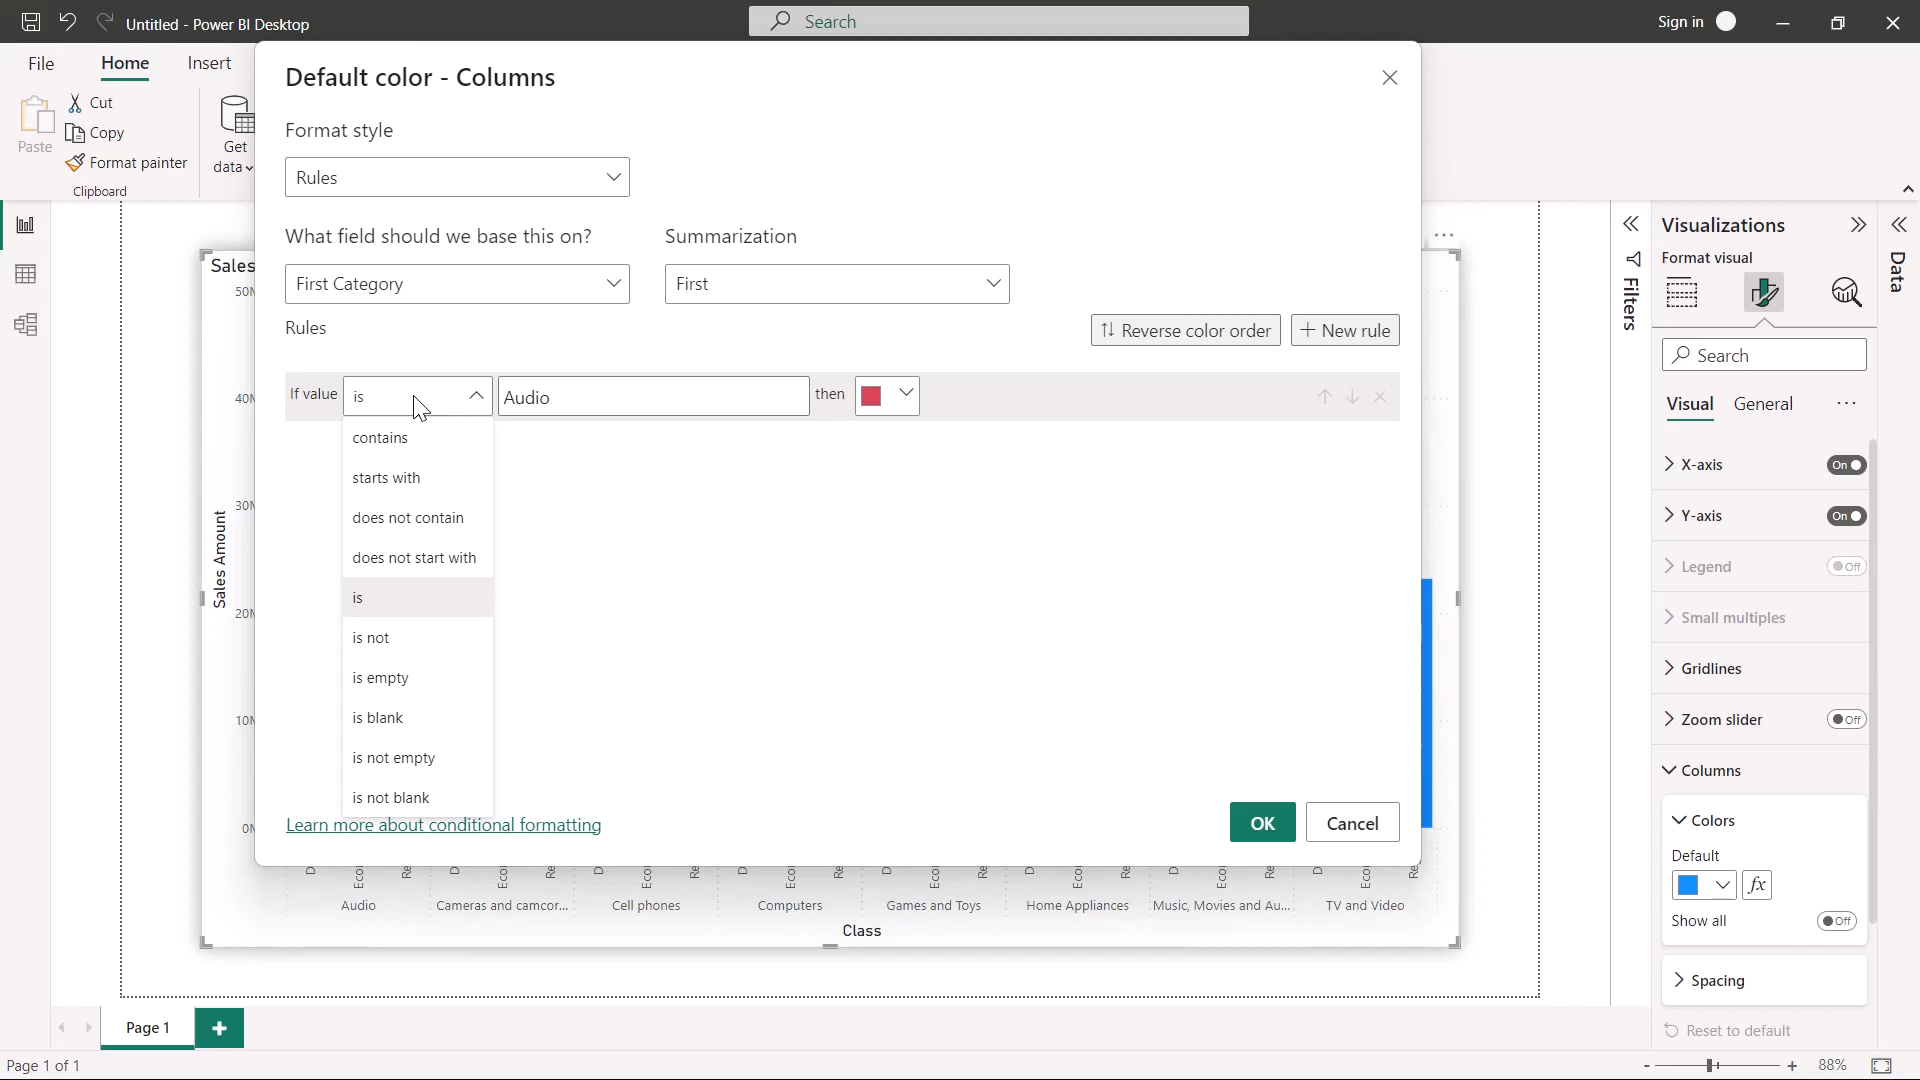 Untitled - Power BI Desktop
Search
Sign in
File
Home
Insert
Paste
Cut
Copy
Format painter
Clipboard
Get
data
Default color - Columns
Format style
Rules
What field should we base this on?
Summarization
First Category
First
Rules
Reverse color order
New rule
If value
is
Audio
then
contains
starts with
does not contain
does not start with
is
is not
is empty
is blank
is not empty
is not blank
Learn more about conditional formatting
OK
Cancel
Sales
Sales Amount
Audio
Cameras and camcor...
Cell phones
Computers
Games and Toys
Home Appliances
Music, Movies and Au...
TV and Video
Class
Filters
Visualizations
Format visual
Search
Visual
General
X-axis
On
Y-axis
On
Legend
Off
Small multiples
Gridlines
Zoom slider
Off
Columns
Colors
Default
fx
Show all
Off
Spacing
Reset to default
Data
Page 1
Page 1 of 1
88%